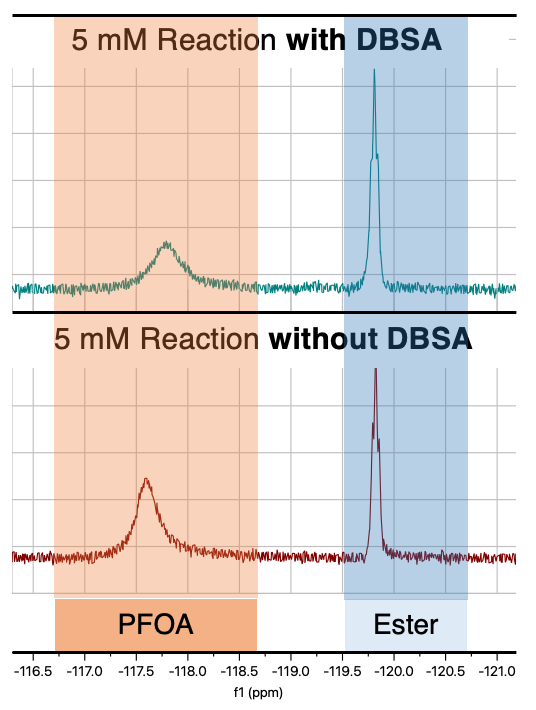 5 mM Reaction with DBSA
5 mM Reaction without DBSA
PFOA Ester
-116.5 -117.0 -117.5 -118.0 -118.5 -119.0 -119.5 -120.0 -120.5 -121.0
f1 (ppm)